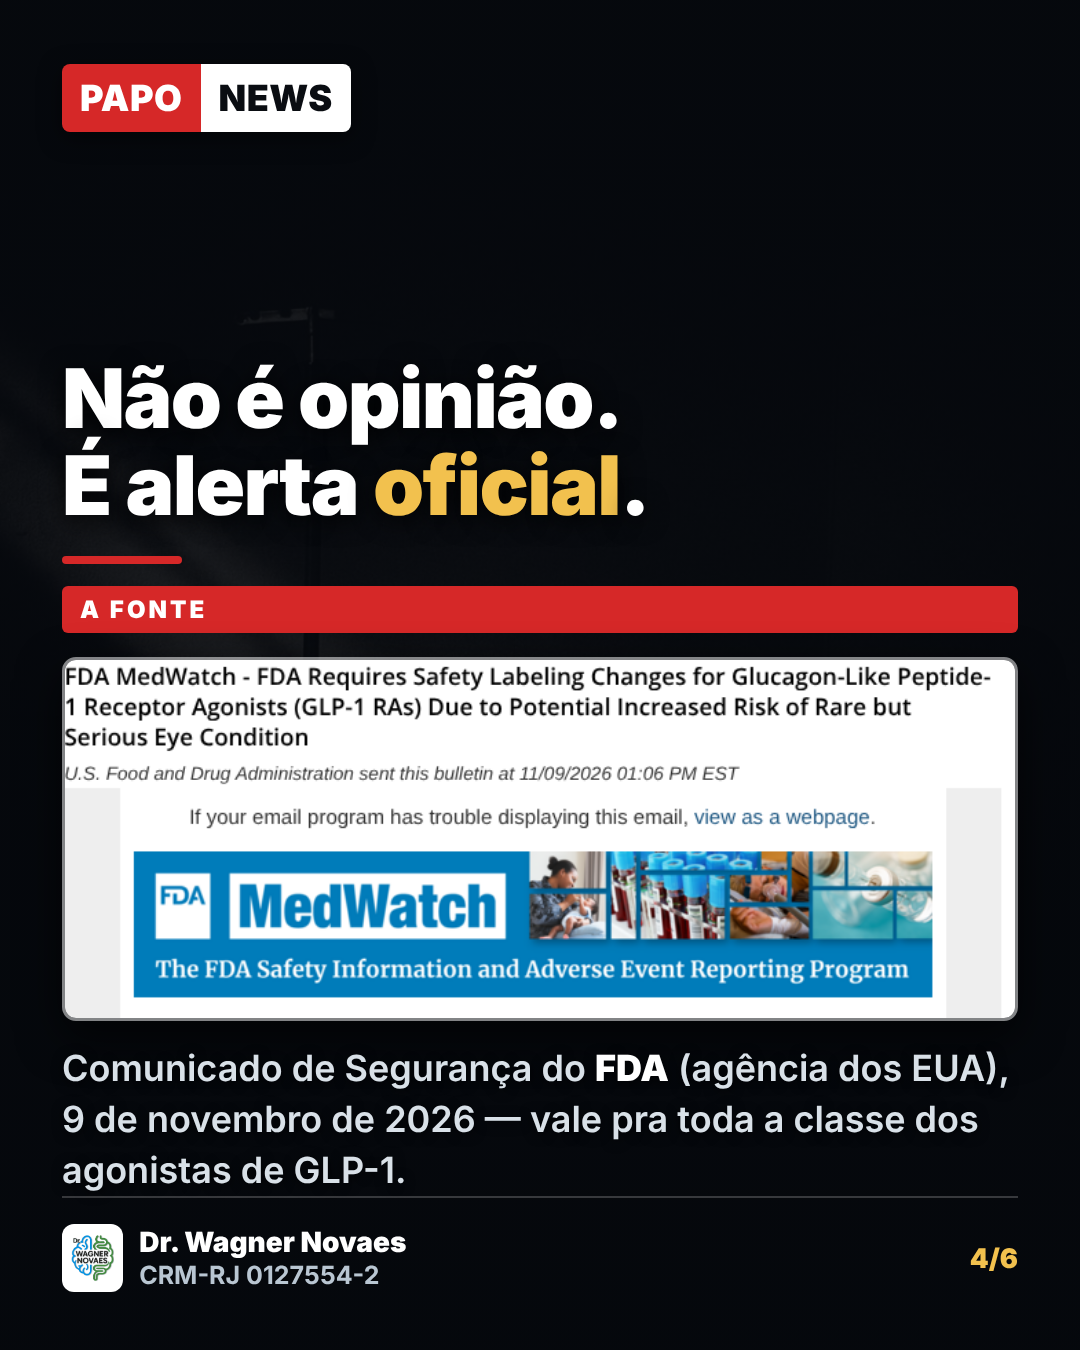 PAPO NEWS
Não é opinião.
É alerta oficial.
A FONTE
FDA MedWatch - FDA Requires Safety Labeling Changes for Glucagon-Like Peptide-
1 Receptor Agonists (GLP-1 RAs) Due to Potential Increased Risk of Rare but
Serious Eye Condition
U.S. Food and Drug Administration sent this bulletin at 11/09/2026 01:06 PM EST
If your email program has trouble displaying this email, view as a webpage.
FDA MedWatch
The FDA Safety Information and Adverse Event Reporting Program
Comunicado de Segurança do FDA (agência dos EUA),
9 de novembro de 2026 — vale pra toda a classe dos
agonistas de GLP-1.
Dr. WAGNER NOVAES
Dr. Wagner Novaes
CRM-RJ 0127554-2
4/6